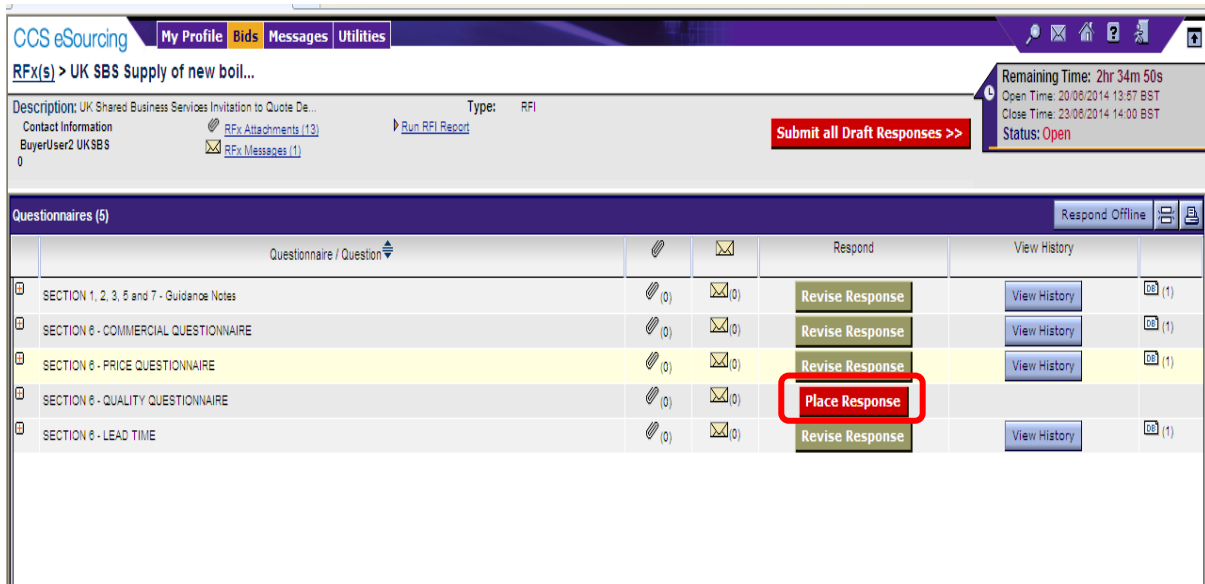 CCS eSourcing
My Profile Bids Messages Utilities
RFx(s) > UK SBS Supply of new boil...
Remaining Time: 2hr 34m 50s
Open Time: 20/06/2014 13:57 BST
Close Time: 23/06/2014 14:00 BST
Status: Open
Description: UK Shared Business Services Invitation to Quote De...
Type: RFI
Contact Information
RFx Attachments (13)
Run RFI Report
BuyerUser2 UKSBS
RFx Messages (1)
0
Submit all Draft Responses >>
Questionnaires (5)
Respond Offline
Questionnaire / Question Respond View History
SECTION 1, 2, 3, 5 and 7 - Guidance Notes (0) (0) Revise Response View History DB (1)
SECTION 6 - COMMERCIAL QUESTIONNAIRE (0) (0) Revise Response View History DB (1)
SECTION 6 - PRICE QUESTIONNAIRE (0) (0) Revise Response View History DB (1)
SECTION 6 - QUALITY QUESTIONNAIRE (0) (0) Place Response
SECTION 6 - LEAD TIME (0) (0) Revise Response View History DB (1)